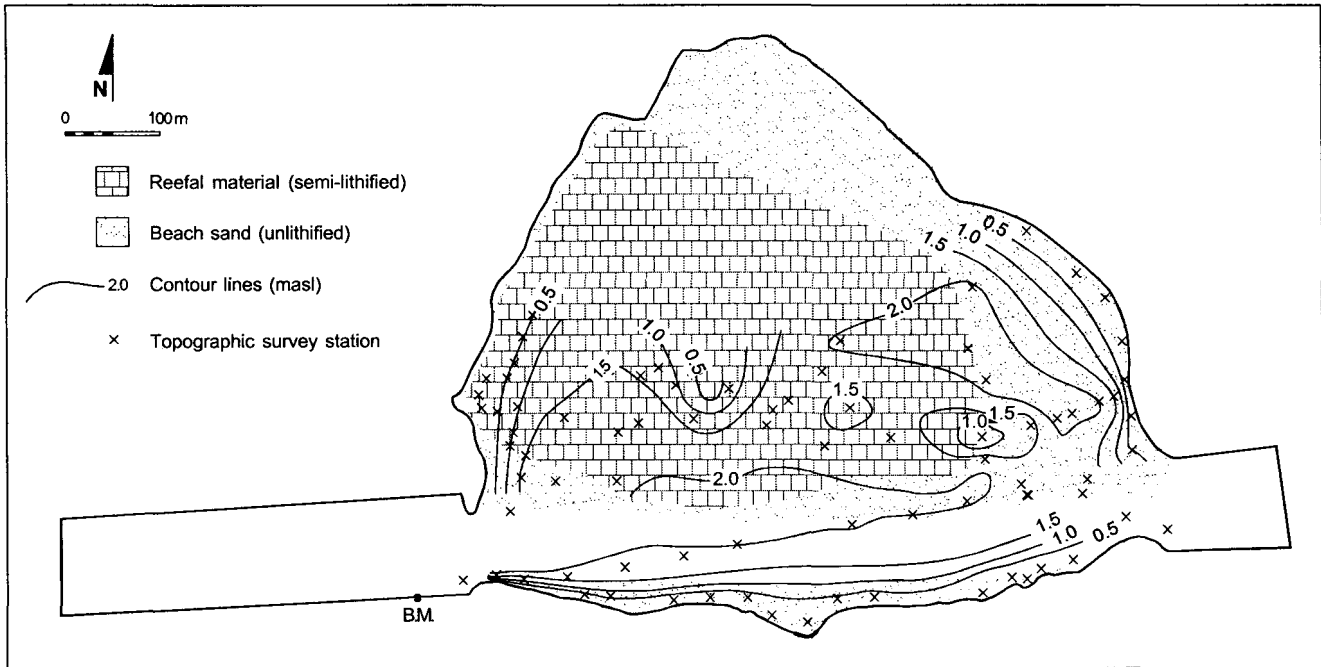 N
0 100m
Reefal material (semi-lithified)
Beach sand (unlithified)
2.0 Contour lines (masl)
× Topographic survey station
0.5
1.0
1.5
0.5
1.0
0.5
1.5
2.0
1.5
1.5
1.0
2.0
1.5
1.0
0.5
B.M.